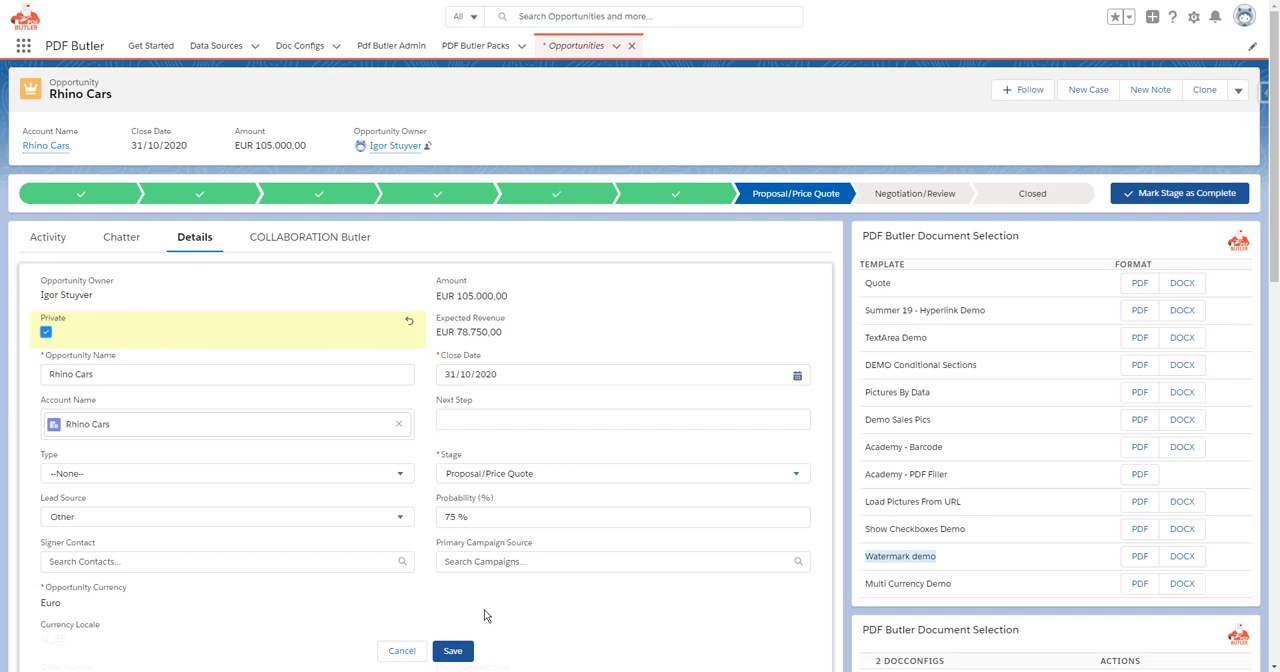 BUTLER
All
Search Opportunities and more...
PDF Butler
Get Started
Data Sources
Doc Configs
Pdf Butler Admin
PDF Butler Packs
* Opportunities
Opportunity
Rhino Cars
Follow
New Case
New Note
Clone
Account Name
Close Date
Amount
Opportunity Owner
Rhino Cars
31/10/2020
EUR 105.000,00
Igor Stuyver
Proposal/Price Quote
Negotiation/Review
Closed
Mark Stage as Complete
Activity
Chatter
Details
COLLABORATION Butler
Opportunity Owner
Igor Stuyver
Amount
EUR 105.000,00
Private
Expected Revenue
EUR 78.750,00
* Opportunity Name
Rhino Cars
* Close Date
31/10/2020
Account Name
Rhino Cars
Next Step
Type
--None--
* Stage
Proposal/Price Quote
Lead Source
Other
Probability (%)
75 %
Signer Contact
Search Contacts...
Primary Campaign Source
Search Campaigns...
* Opportunity Currency
Euro
Currency Locale
Cancel
Save
PDF Butler Document Selection
BUTLER
TEMPLATE FORMAT
Quote PDF DOCX
Summer 19 - Hyperlink Demo PDF DOCX
TextArea Demo PDF DOCX
DEMO Conditional Sections PDF DOCX
Pictures By Data PDF DOCX
Demo Sales Pics PDF DOCX
Academy - Barcode PDF DOCX
Academy - PDF Filler PDF
Load Pictures From URL PDF DOCX
Show Checkboxes Demo PDF DOCX
Watermark demo PDF DOCX
Multi Currency Demo PDF DOCX
PDF Butler Document Selection
BUTLER
2 DOCCONFIGS ACTIONS